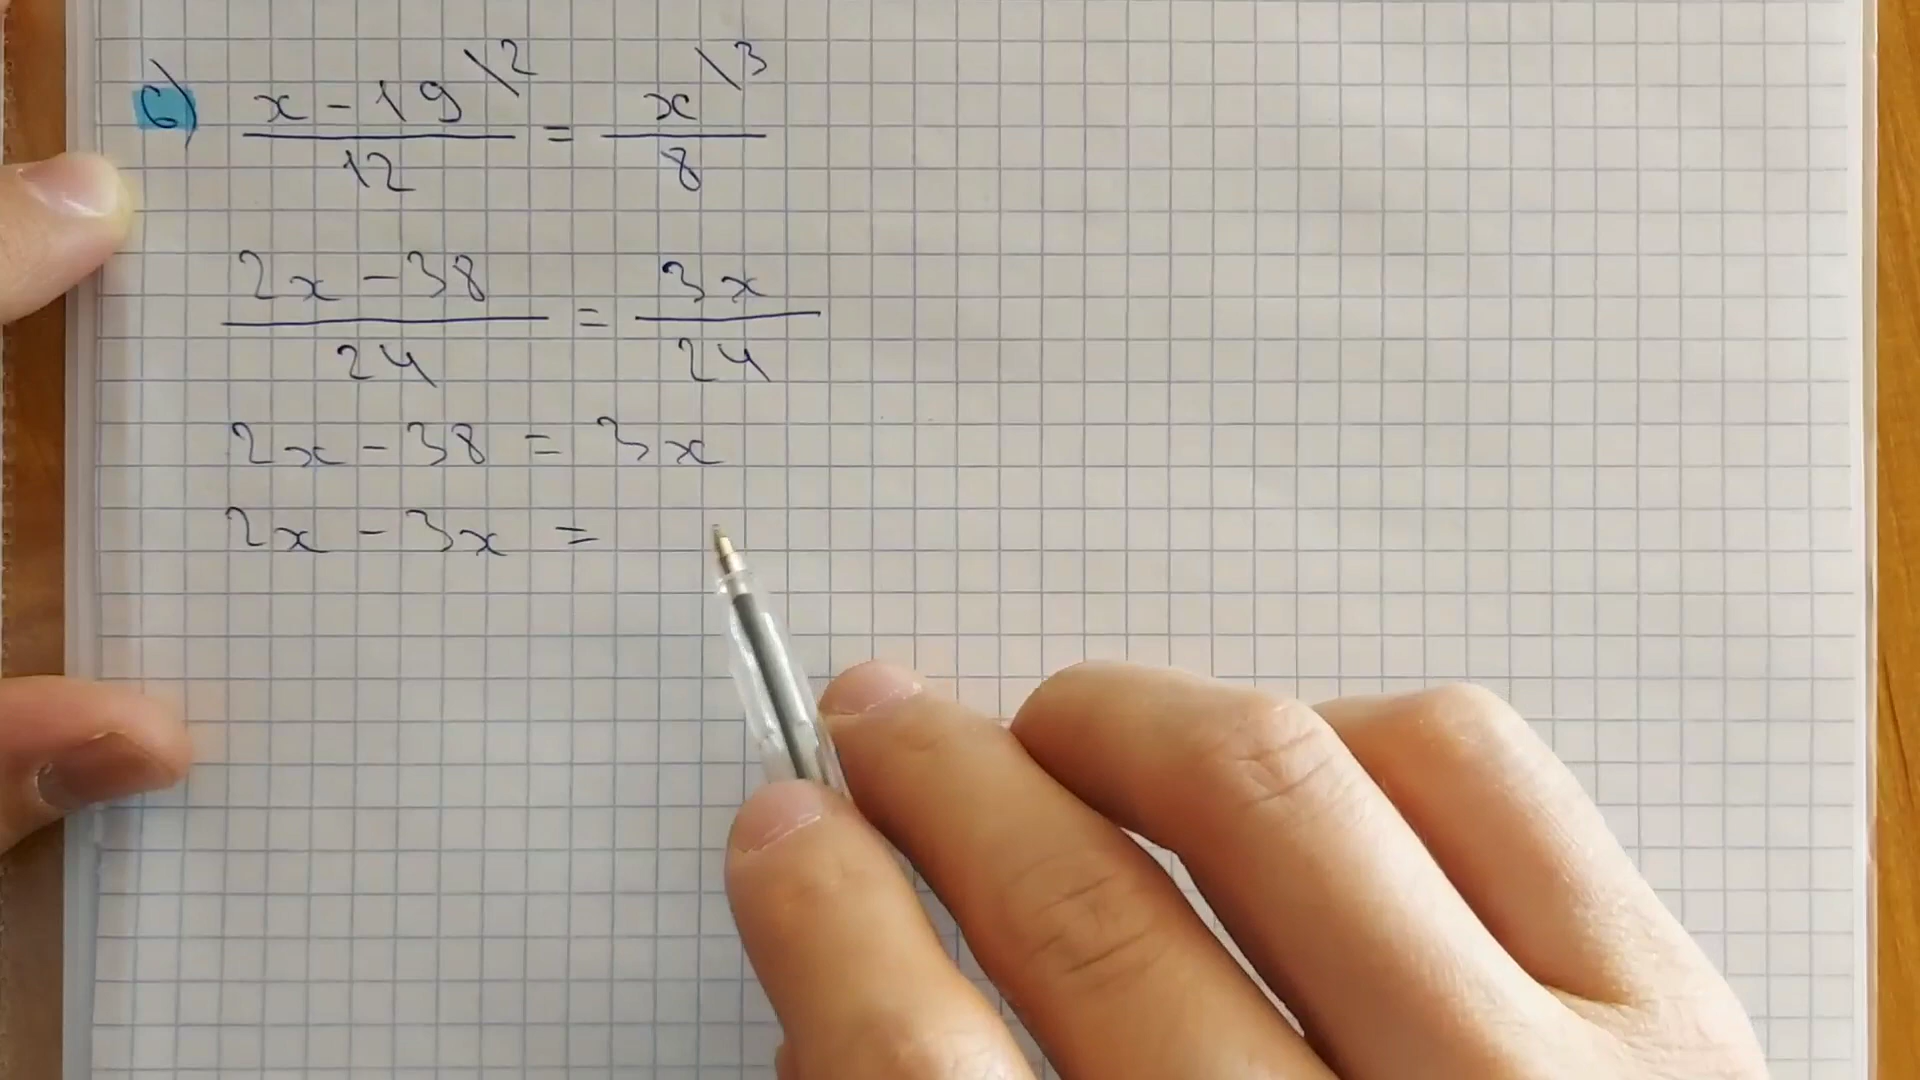 6) x - 19 \2 / 12 = x \3 / 8
2x - 38 / 24 = 3x / 24
2x - 38 = 3x
2x - 3x =